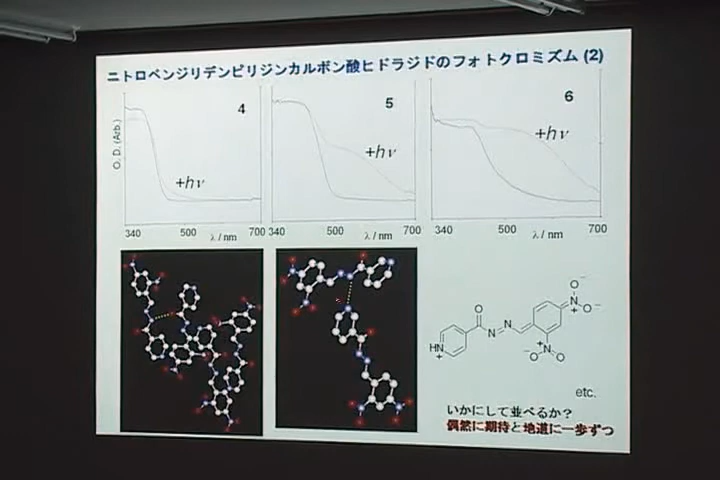 ニトロベンジリデンピリジンカルボン酸ヒドラジドのフォトクロミズム (2)
4
5
6
O. D. (Arb.)
+hν
+hν
+hν
340 500 700
λ / nm
340 500 700
λ / nm
340 500 700
λ / nm
O
N
N
HN
+
O
−
N
+
O
−
−
O
N
+
O
etc.
いかにして並べるか？
偶然に期待と地道に一歩ずつ